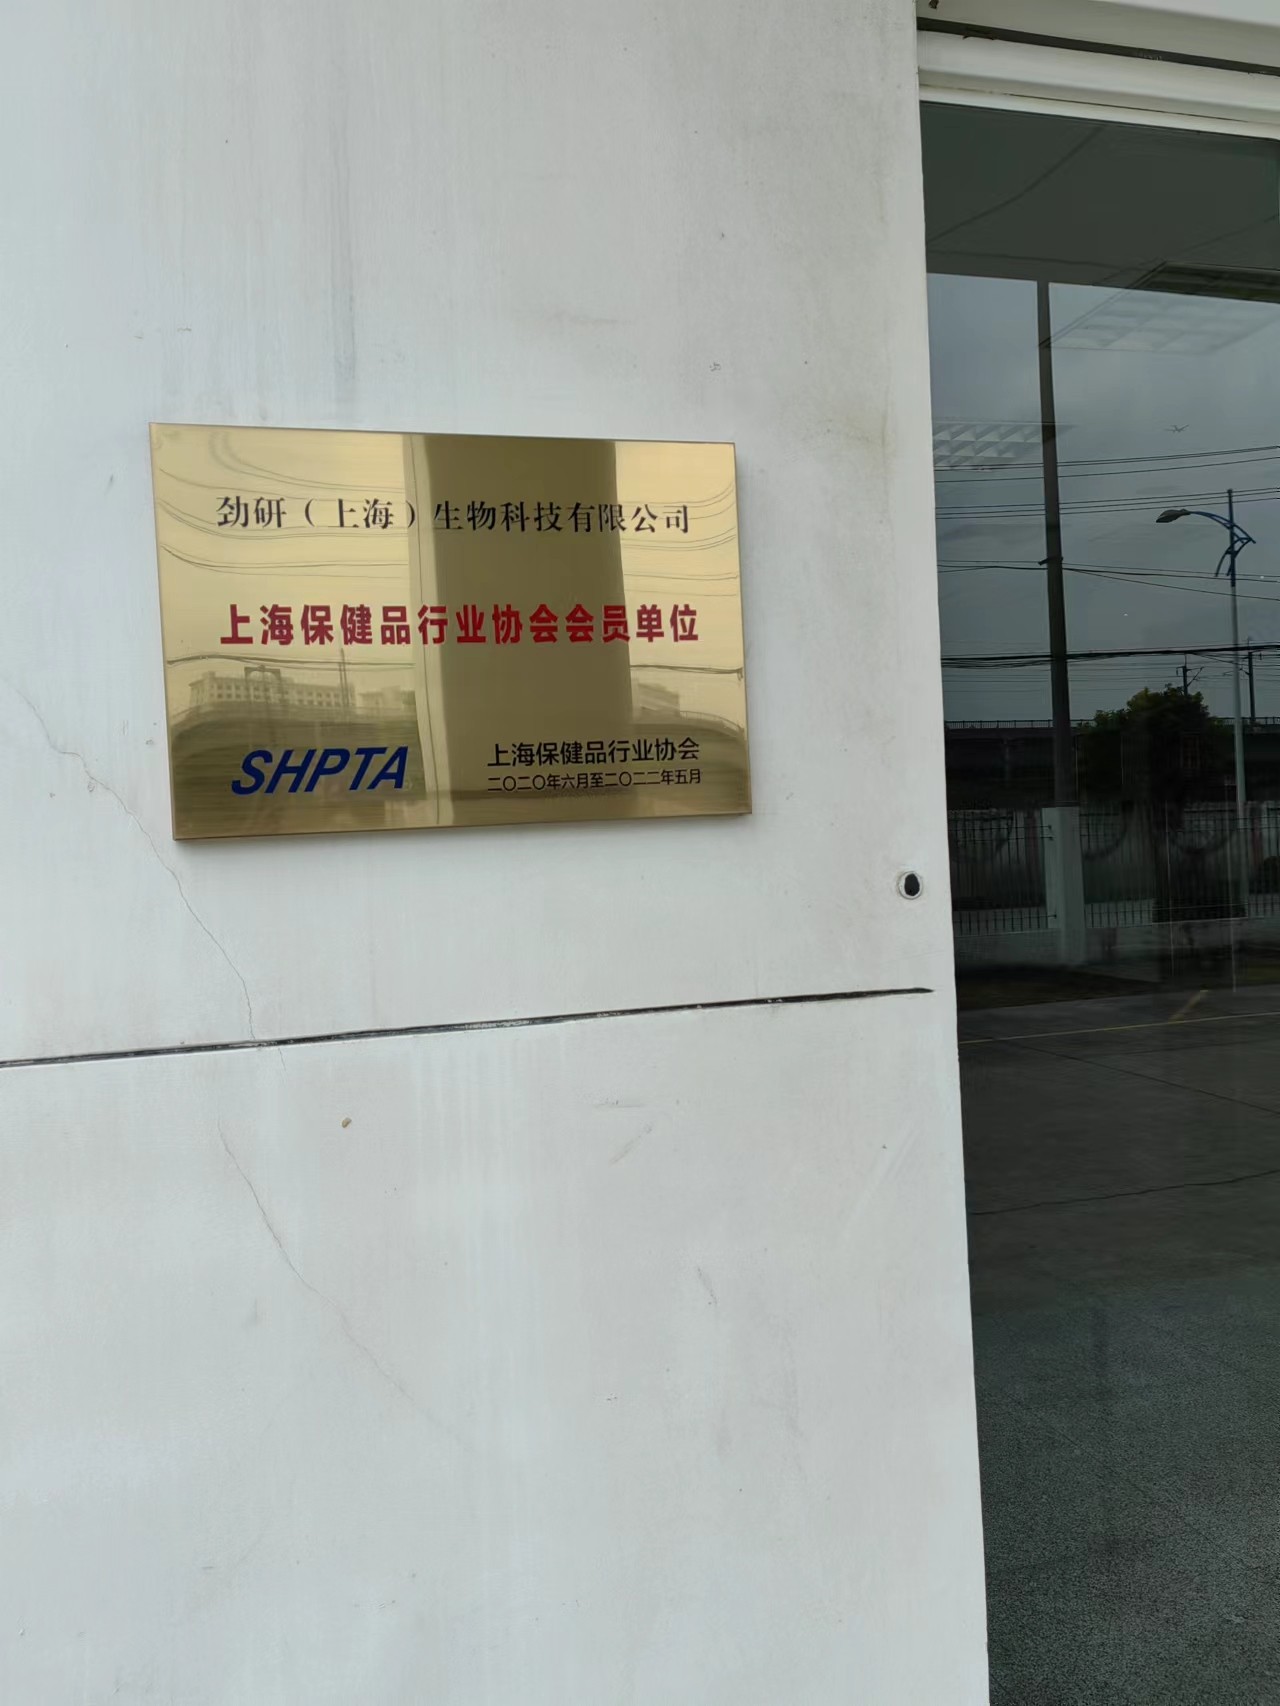 劲研（上海）生物科技有限公司
上海保健品行业协会会员单位
SHPTA
上海保健品行业协会
二〇二〇年六月至二〇二二年五月